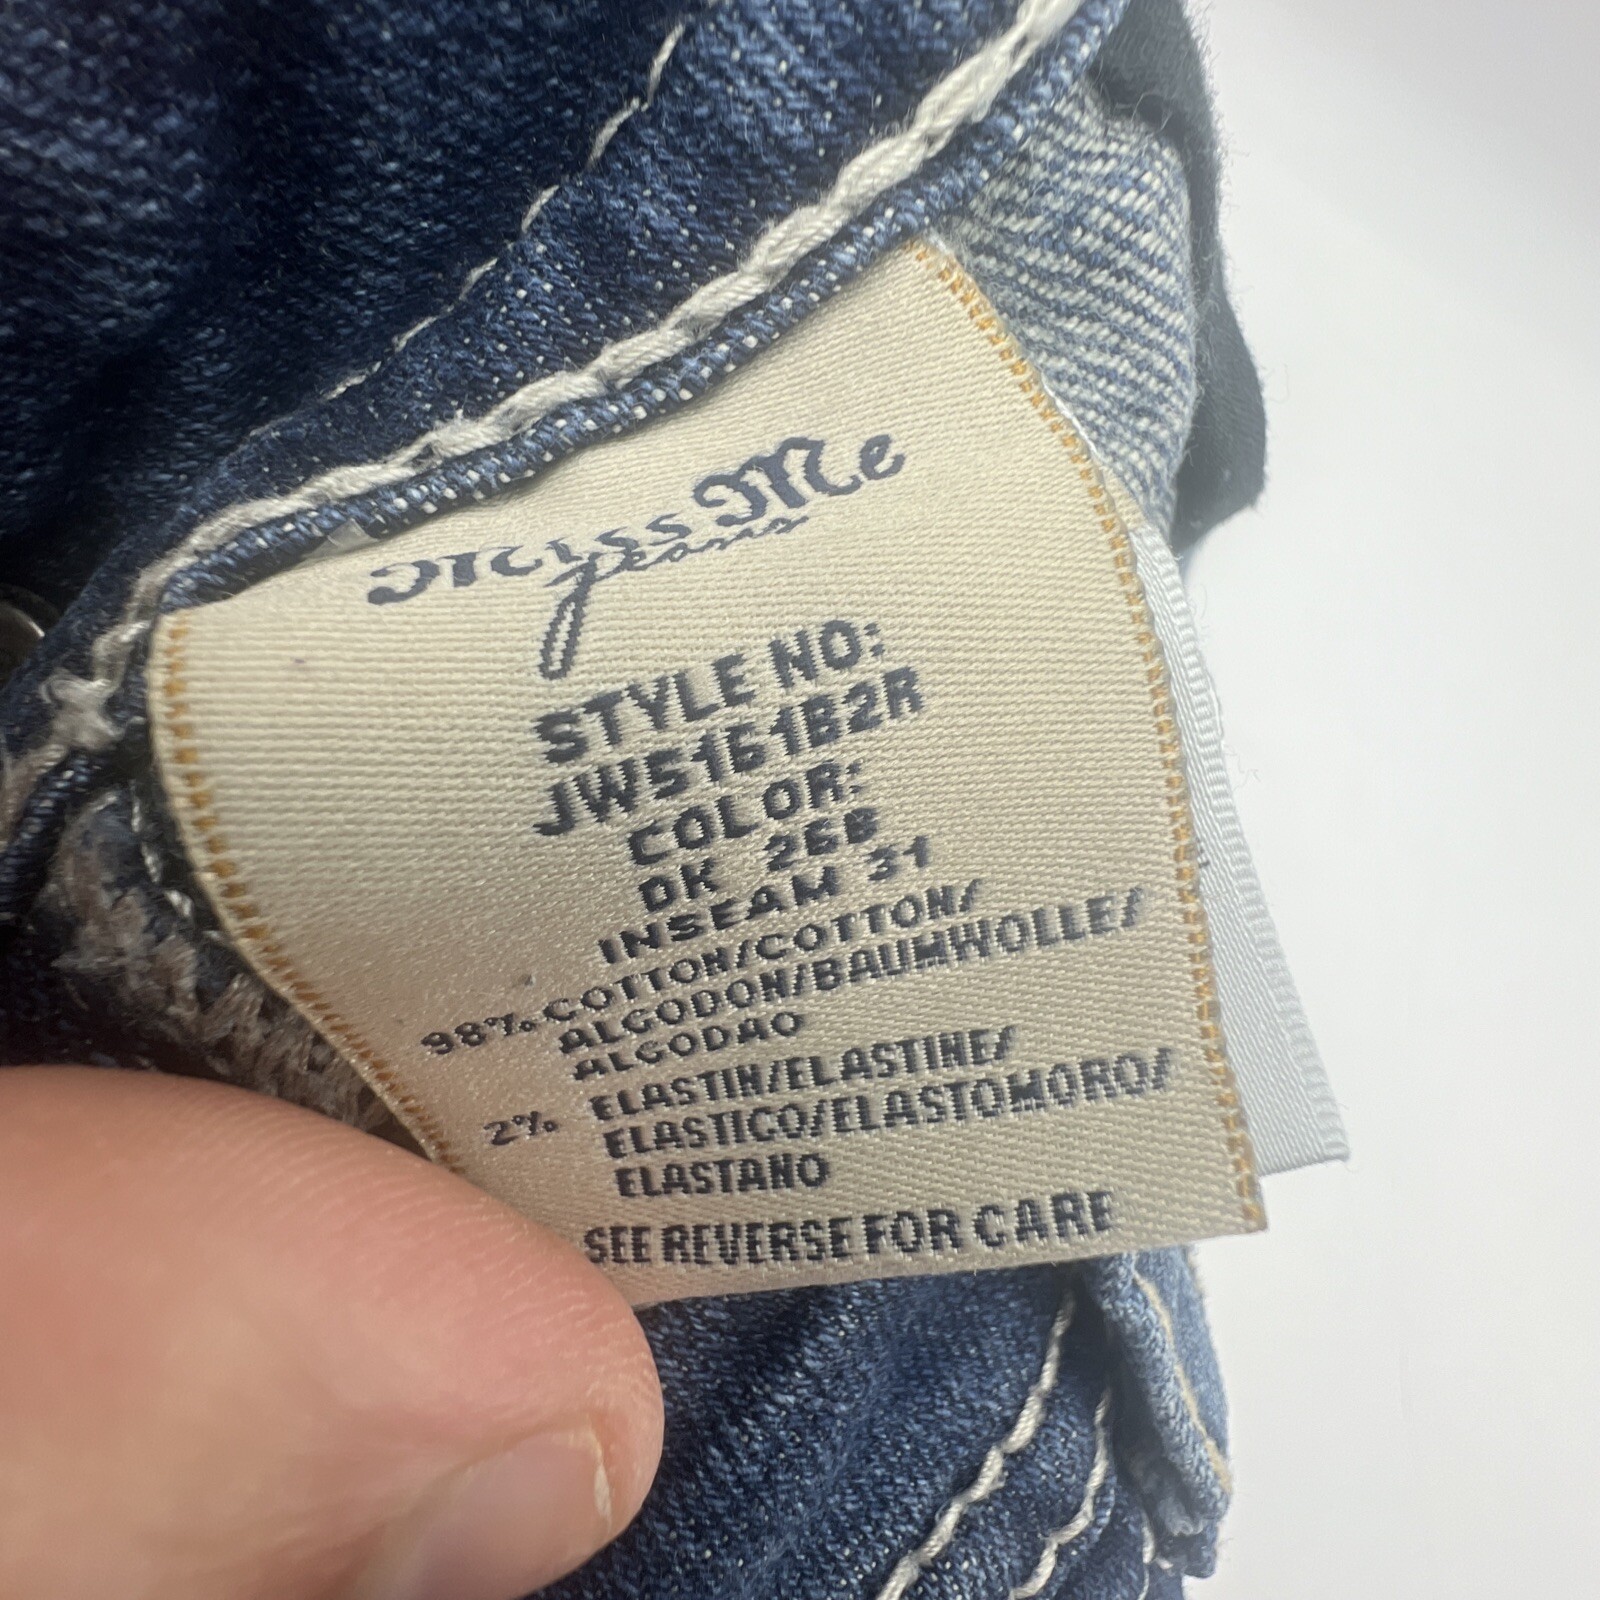 Miss Me
Jeans
STYLE NO:
JW5161B2R
COLOR:
DK 26B
INSEAM 31
98% COTTON/COTTON/
ALGODON/BAUMWOLLE/
ALGODAO
2% ELASTIN/ELASTINE/
ELASTICO/ELASTOMORO/
ELASTANO
SEE REVERSE FOR CARE